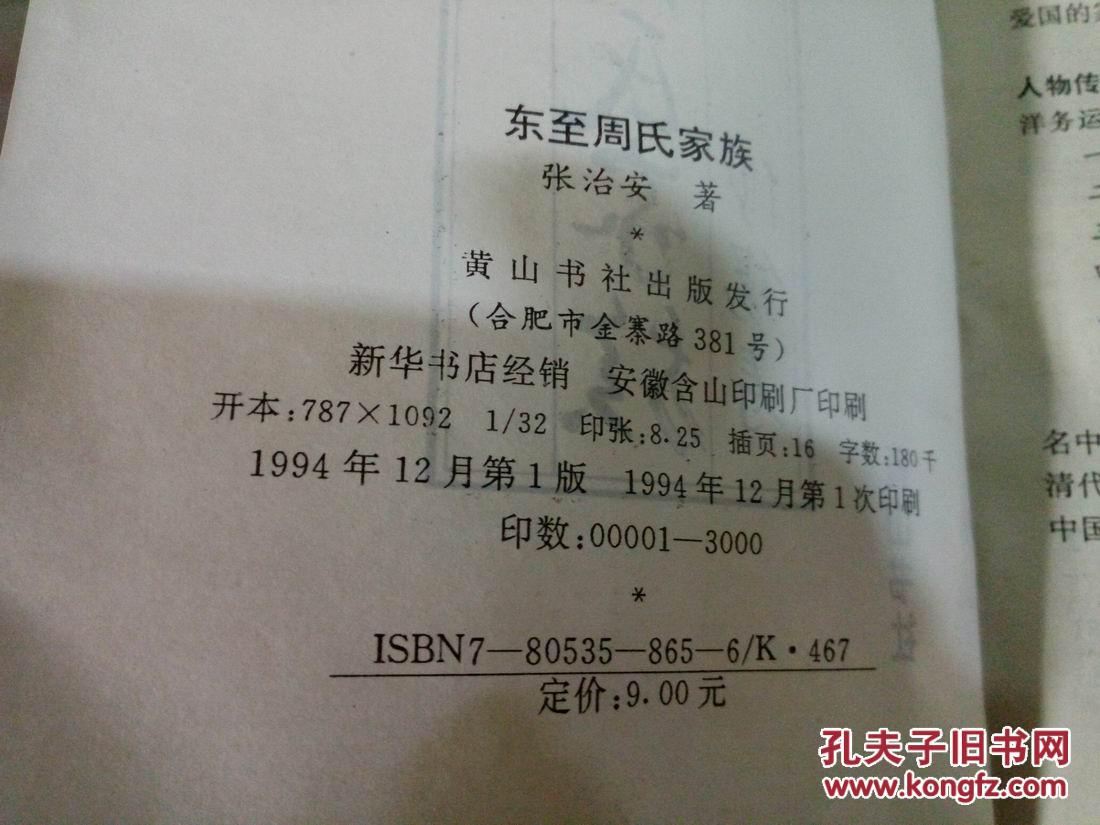 东至周氏家族
张治安 著
*
黄山书社出版发行
(合肥市金寨路381号)
新华书店经销 安徽含山印刷厂印刷
开本:787×1092 1/32 印张:8.25 插页:16 字数:180千
1994年12月第1版 1994年12月第1次印刷
印数:00001—3000
*
ISBN7—80535—865—6/K·467
定价:9.00元
爱国的
人物传
洋务运
一
名中
清代
中国
孔夫子旧书网
www.kongfz.com